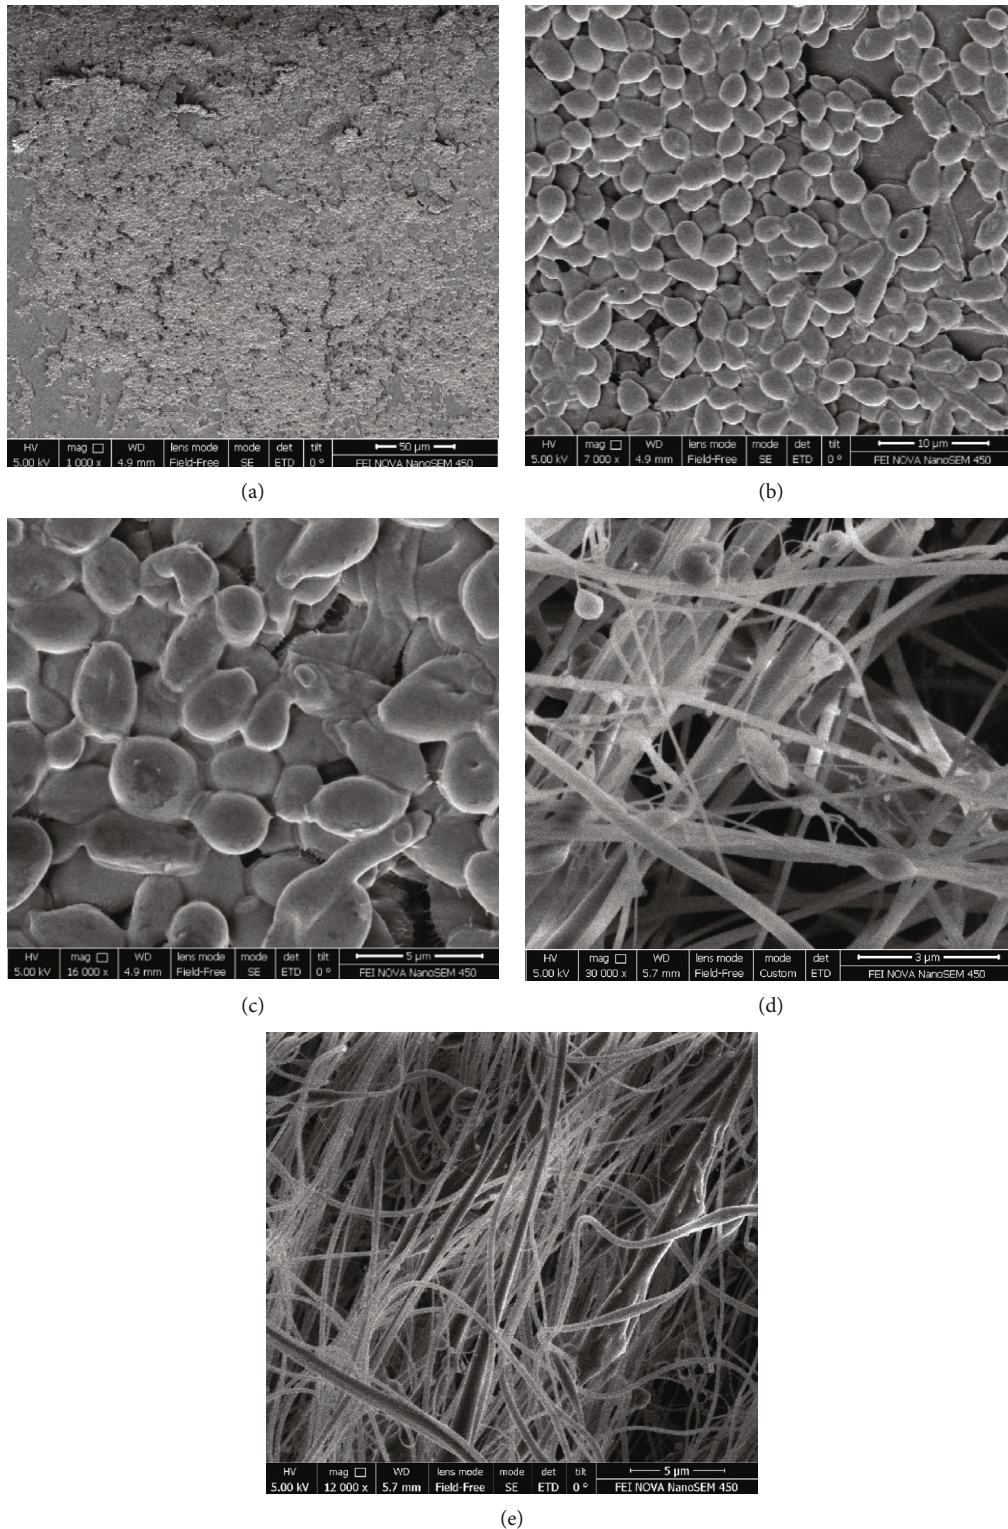 HV mag WD lens mode mode det tilt 50 µm
5.00 kV 1 000 x 4.9 mm Field-Free SE ETD 0 ° FEI NOVA NanoSEM 450
(a)
HV mag WD lens mode mode det tilt 10 µm
5.00 kV 7 000 x 4.9 mm Field-Free SE ETD 0 ° FEI NOVA NanoSEM 450
(b)
HV mag WD lens mode mode det tilt 5 µm
5.00 kV 16 000 x 4.9 mm Field-Free SE ETD 0 ° FEI NOVA NanoSEM 450
(c)
HV mag WD lens mode mode det 3 µm
5.00 kV 30 000 x 5.7 mm Field-Free Custom ETD FEI NOVA NanoSEM 450
(d)
HV mag WD lens mode mode det tilt 5 µm
5.00 kV 12 000 x 5.7 mm Field-Free SE ETD 0 ° FEI NOVA NanoSEM 450
(e)